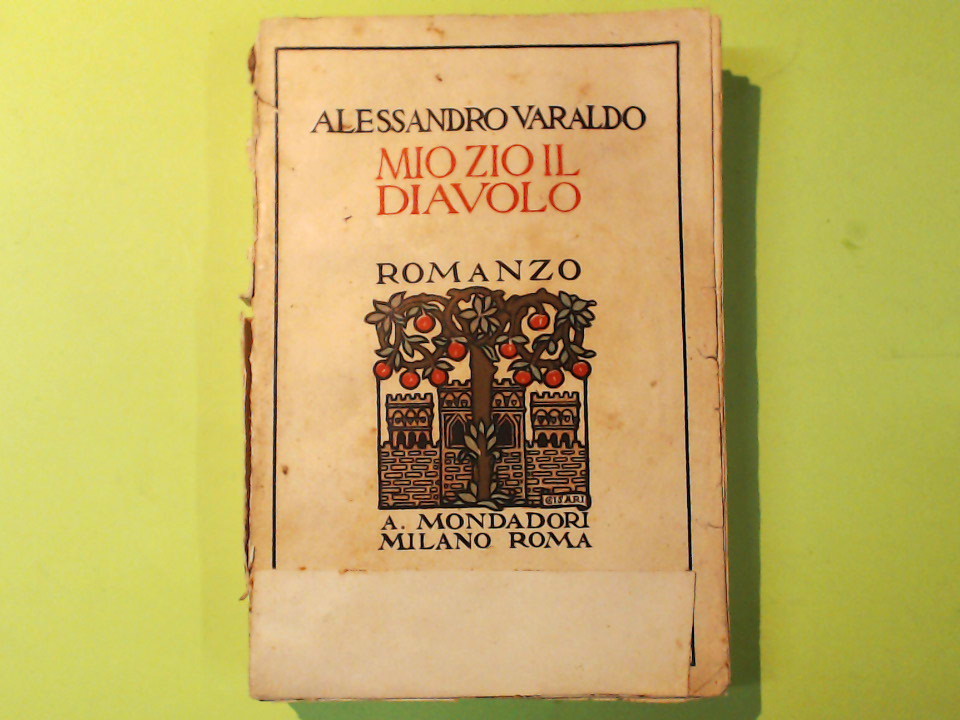 ALESSANDRO VARALDO
MIO ZIO IL
DIAVOLO
ROMANZO
CISARI
A. MONDADORI
MILANO ROMA